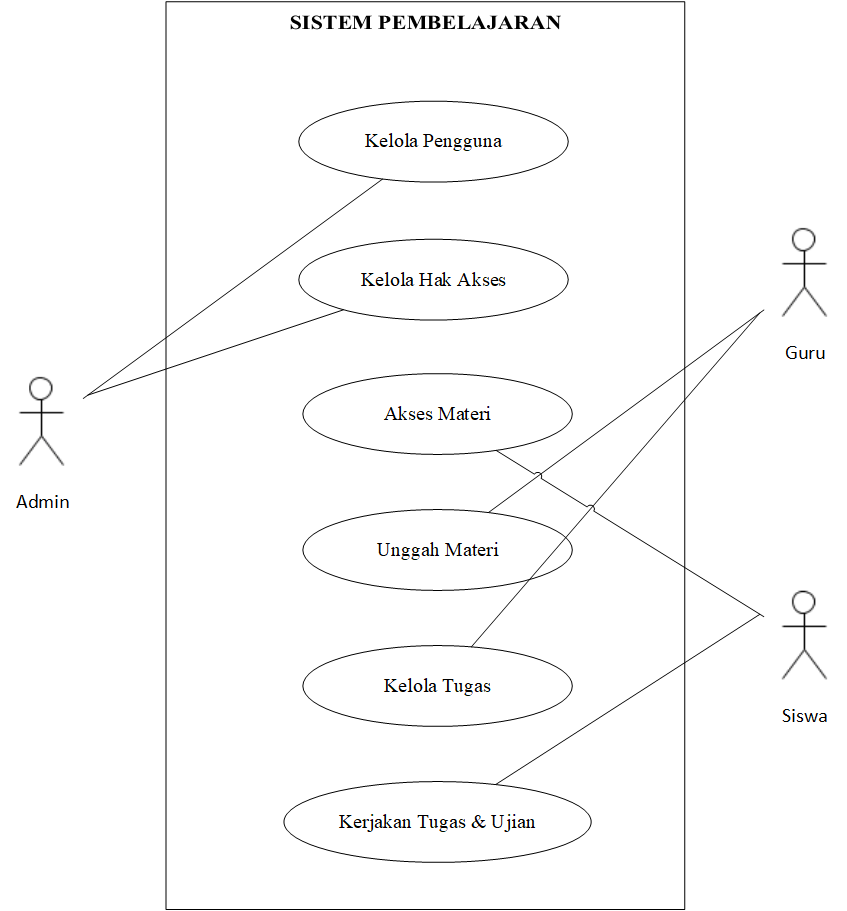 SISTEM PEMBELAJARAN
Kelola Pengguna
Kelola Hak Akses
Guru
Akses Materi
Admin
Unggah Materi
Kelola Tugas
Siswa
Kerjakan Tugas & Ujian